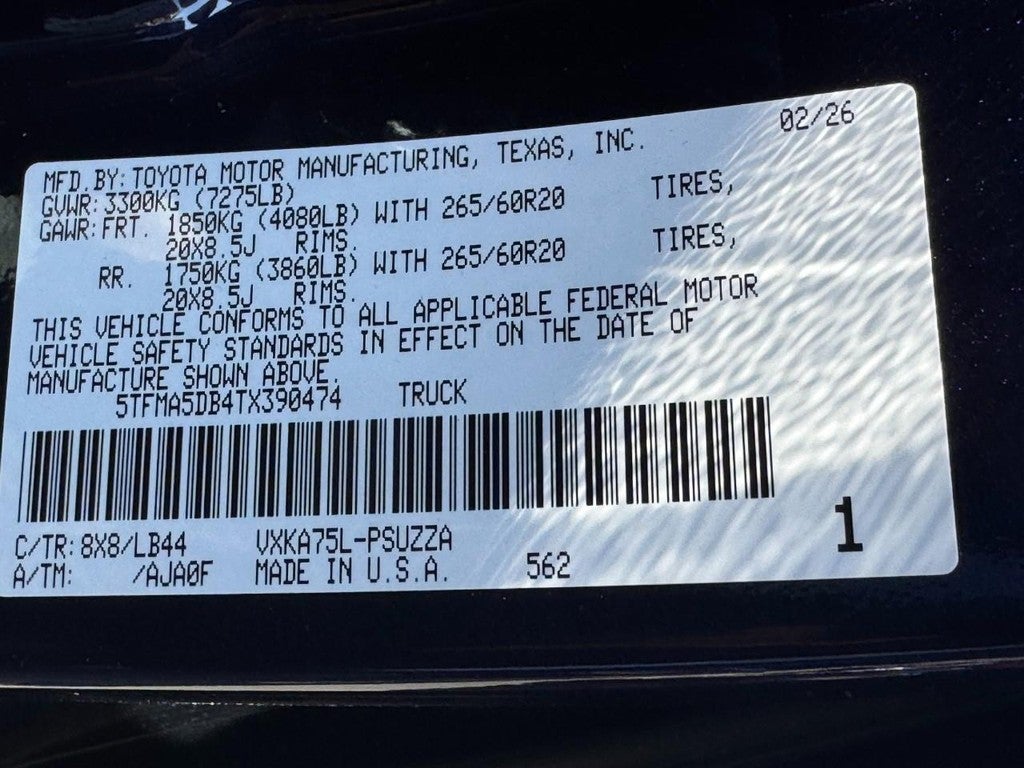 02/26
MFD.BY: TOYOTA MOTOR MANUFACTURING, TEXAS, INC.
GVWR: 3300KG (7275LB)
GAWR: FRT. 1850KG (4080LB) WITH 265/60R20 TIRES,
20X8.5J RIMS.
RR. 1750KG (3860LB) WITH 265/60R20 TIRES,
20X8.5J RIMS.
THIS VEHICLE CONFORMS TO ALL APPLICABLE FEDERAL MOTOR
VEHICLE SAFETY STANDARDS IN EFFECT ON THE DATE OF
MANUFACTURE SHOWN ABOVE.
5TFMA5DB4TX390474 TRUCK
C/TR: 8X8/LB44 VXKA75L-PSUZZA 1
A/TM: /AJA0F MADE IN U.S.A. 562